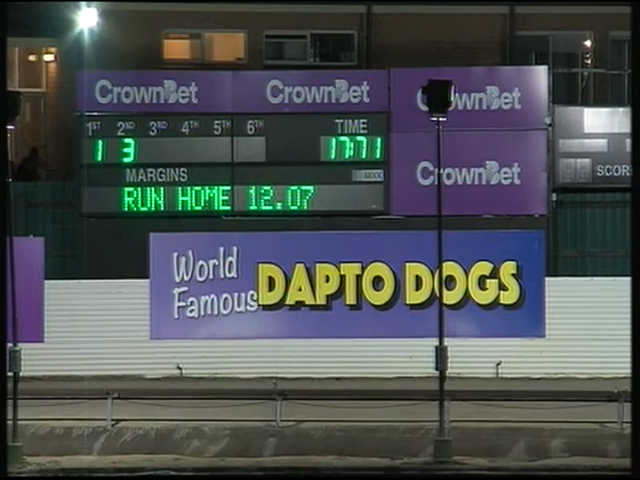 CrownBet CrownBet CrownBet
1ST 2ND 3RD 4TH 5TH 6TH TIME
1 3 17:71
MARGINS
RUN HOME 12.07
CrownBet
SCOR
World
Famous DAPTO DOGS